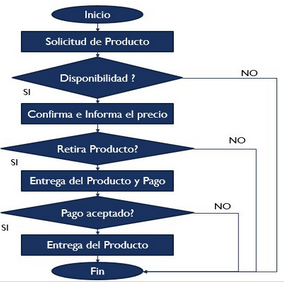 Inicio
Solicitud de Producto
Disponibilidad ?
NO
SI
Confirma e Informa el precio
Retira Producto?
NO
SI
Entrega del Producto y Pago
NO
Pago aceptado?
SI
Entrega del Producto
Fin